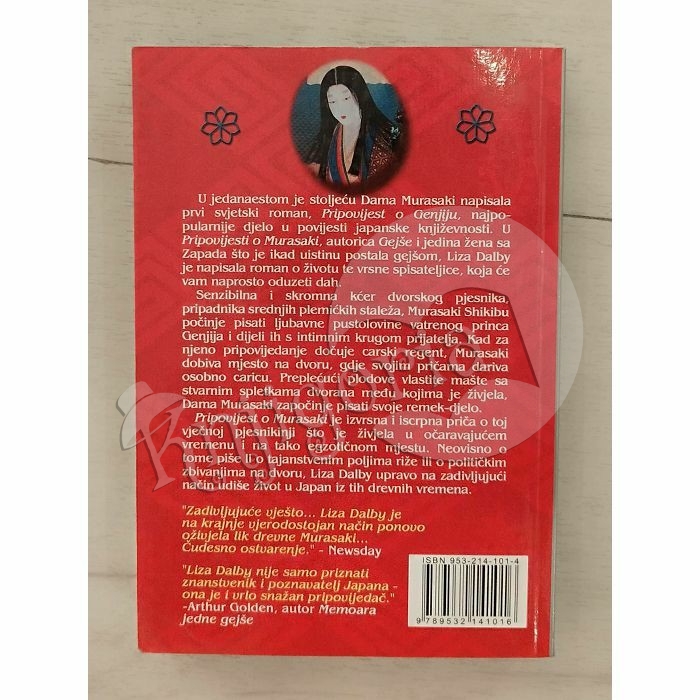 U jedanaestom je stoljeću Dama Murasaki napisala
prvi svjetski roman, Pripovijest o Genjiju, najpo-
pularnije djelo u povijesti japanske književnosti. U
Pripovijesti o Murasaki, autorica Gejše i jedina žena sa
Zapada što je ikad uistinu postala gejšom, Liza Dalby
je napisala roman o životu te vrsne spisateljice, koja će
vam naprosto oduzeti dah.
Senzibilna i skromna kćer dvorskog pjesnika,
pripadnika srednjih plemićkih staleža, Murasaki Shikibu
počinje pisati ljubavne pustolovine vatrenog princa
Genjija i dijeli ih s intimnim krugom prijatelja. Kad za
njeno pripovijedanje dočuje carski regent, Murasaki
dobiva mjesto na dvoru, gdje svojim pričama dariva
osobno caricu. Preplećući plodove vlastite mašte sa
stvarnim spletkama dvorana među kojima je živjela,
Dama Murasaki započinje pisati svoje remek-djelo.
Pripovijest o Murasaki je izvrsna i iscrpna priča o toj
vječnoj pjesnikinji što je živjela u očaravajućem
vremenu i na tako egzotičnom mjestu. Neovisno o
tome piše li o tajanstvenim poljima riže ili o političkim
zbivanjima na dvoru, Liza Dalby upravo na zadivljujući
način udiše život u Japan iz tih drevnih vremena.
"Zadivljujuće vješto... Liza Dalby je
na krajnje vjerodostojan način ponovo
oživjela lik drevne Murasaki...
Čudesno ostvarenje." - Newsday
"Liza Dalby nije samo priznati
znanstvenik i poznavatelj Japana -
ona je i vrlo snažan pripovijedač."
-Arthur Golden, autor Memoara
jedne gejše
ISBN 953-214-101-4
9 789532 141016
Knjigorie